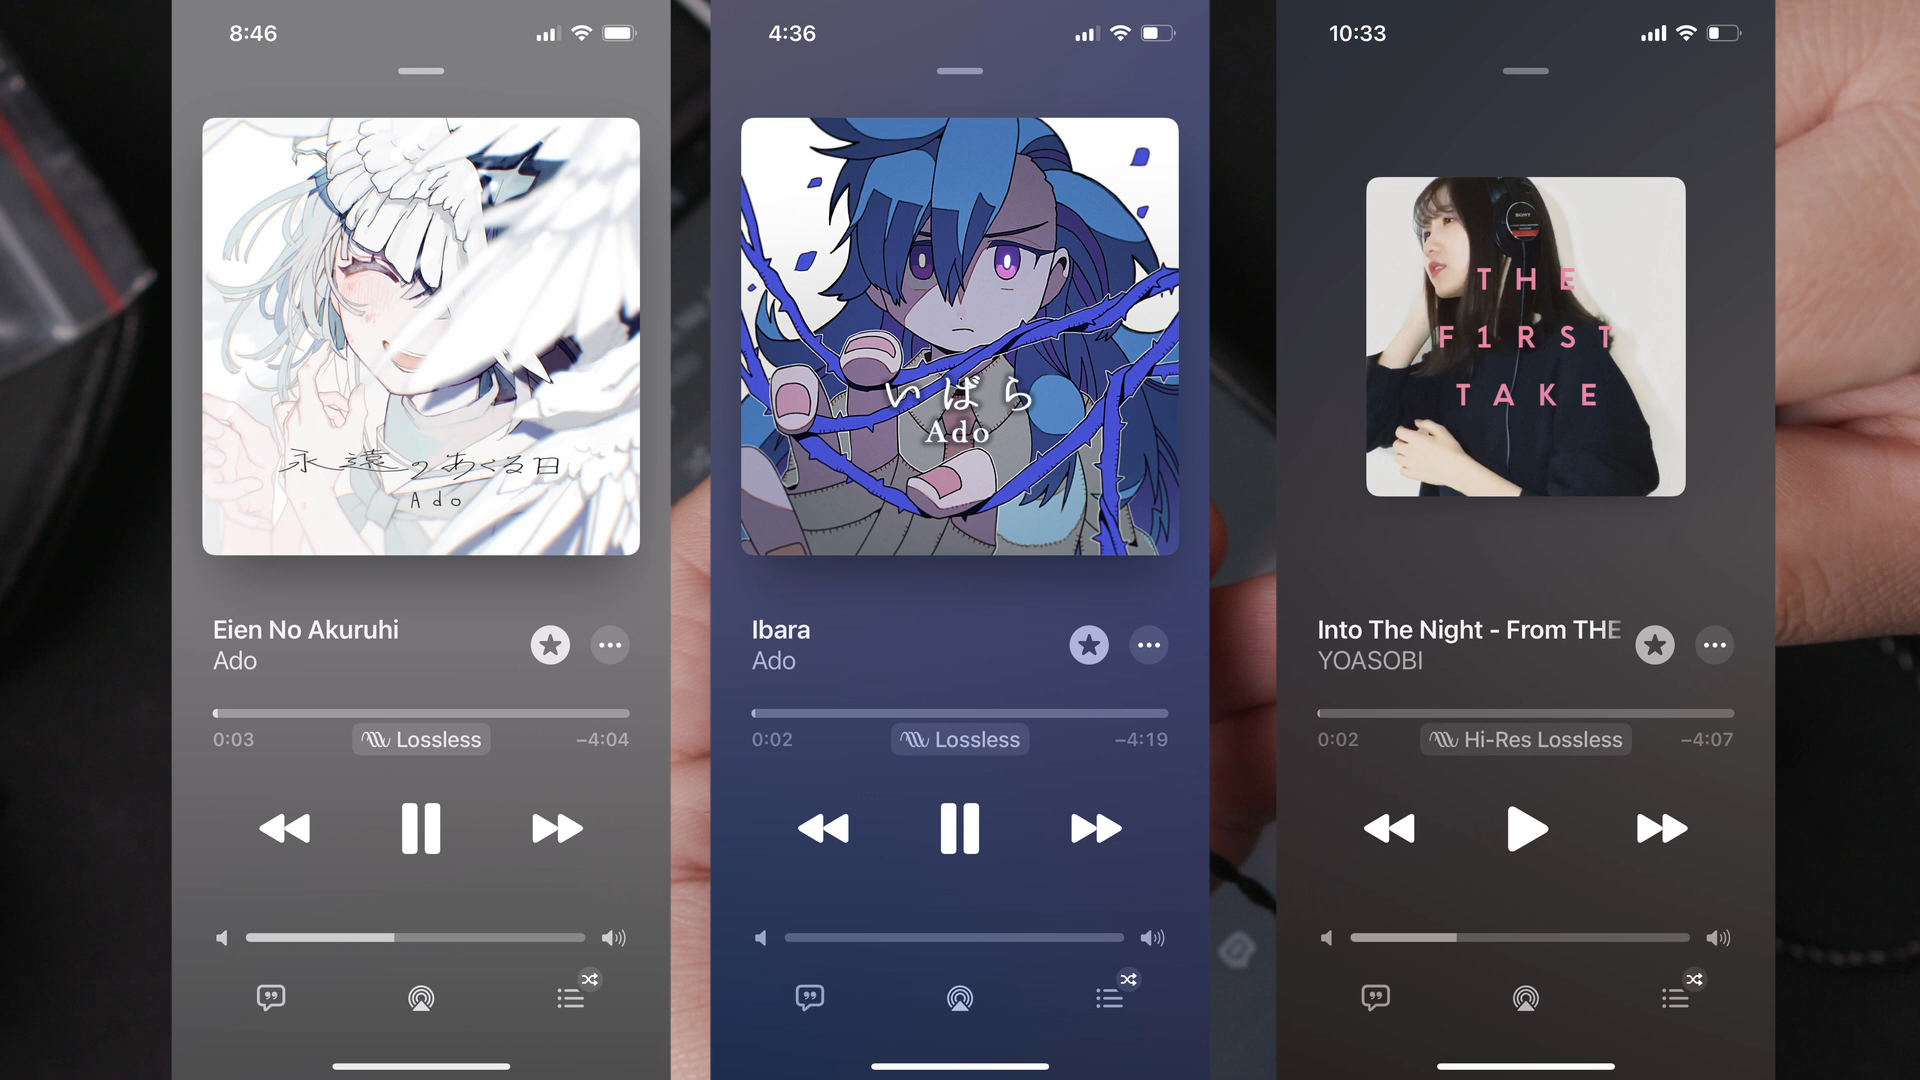 8:46
永遠のあくる日
Ado
Eien No Akuruhi
Ado
0:03
Lossless
−4:04
4:36
いばら
Ado
Ibara
Ado
0:02
Lossless
−4:19
10:33
SONY
THE
F1RST
TAKE
Into The Night - From THE
YOASOBI
0:02
Hi-Res Lossless
−4:07